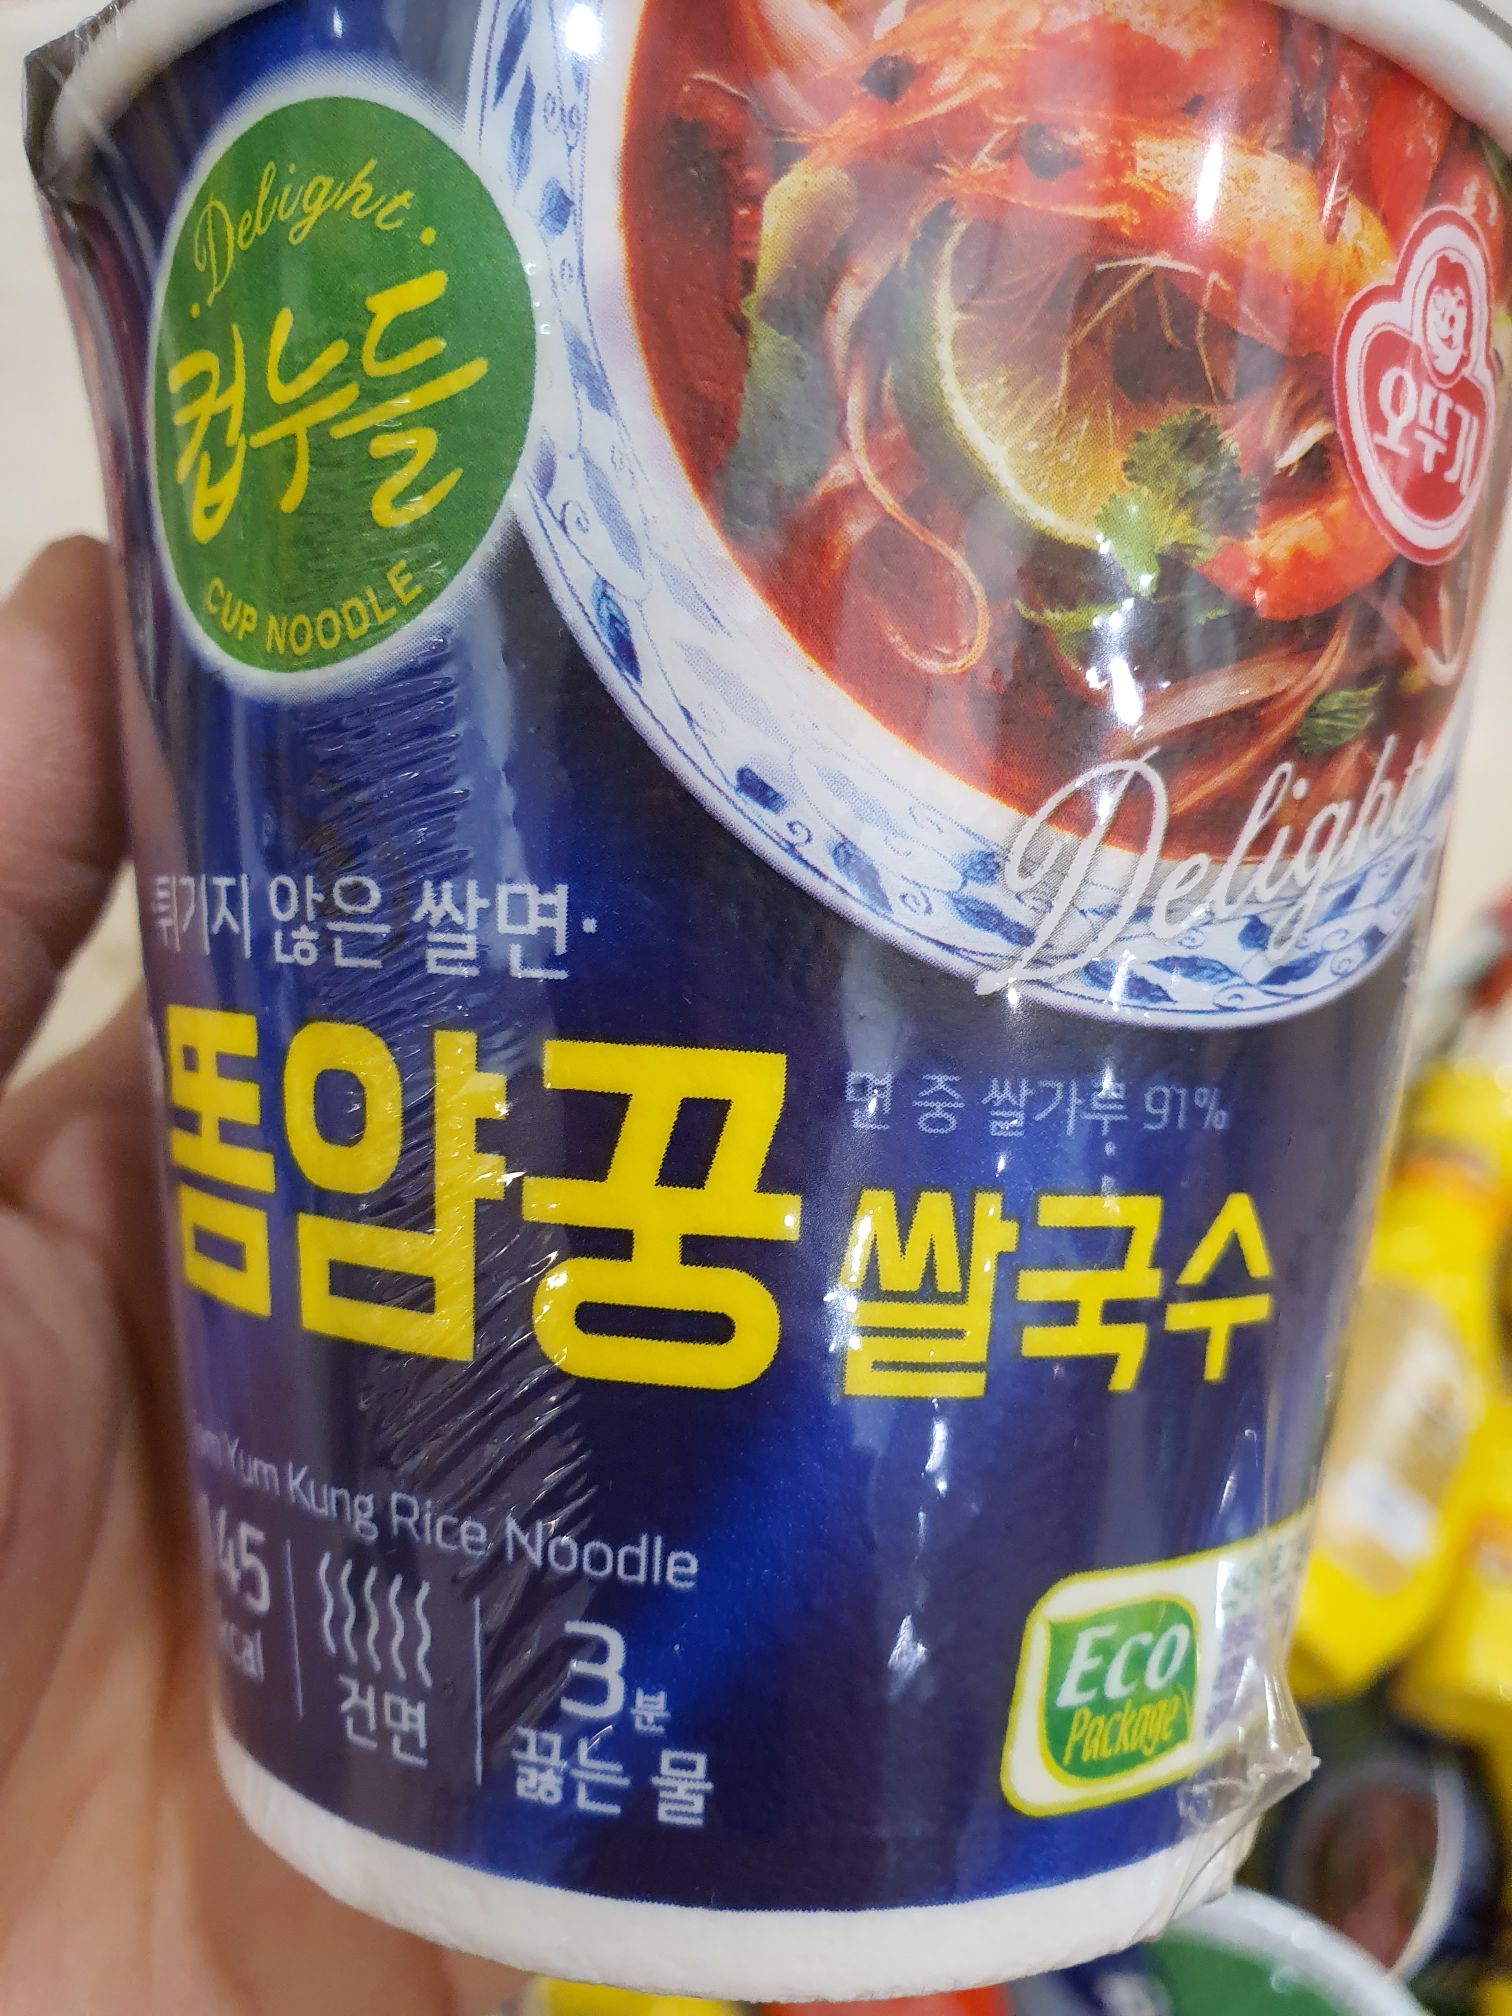 Delight
컵누들
CUP NOODLE
오뚜기
Delight
튀기지 않은 쌀면
면 중 쌀가루 91%
똠얌꿍 쌀국수
Yum Kung Rice Noodle
건면
3분
끓는 물
ECO
Package